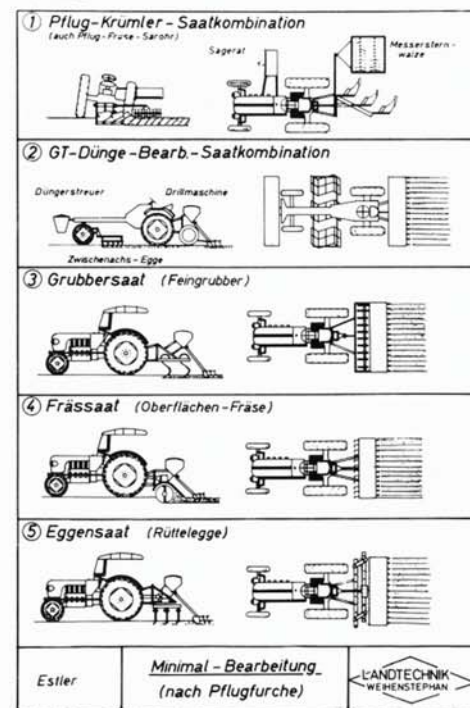 ① Pflug-Krümler-Saatkombination
(auch Pflug-Fräse-Särohr)
Sägerät
Messerstern-
walze
② GT-Dünge-Bearb.-Saatkombination
Düngerstreuer
Drillmaschine
Zwischenachs-Egge
③ Grubbersaat (Feingrubber)
④ Frässaat (Oberflächen-Fräse)
⑤ Eggensaat (Rüttelegge)
Estler
Minimal-Bearbeitung
(nach Pflugfurche)
LANDTECHNIK
WEIHENSTEPHAN